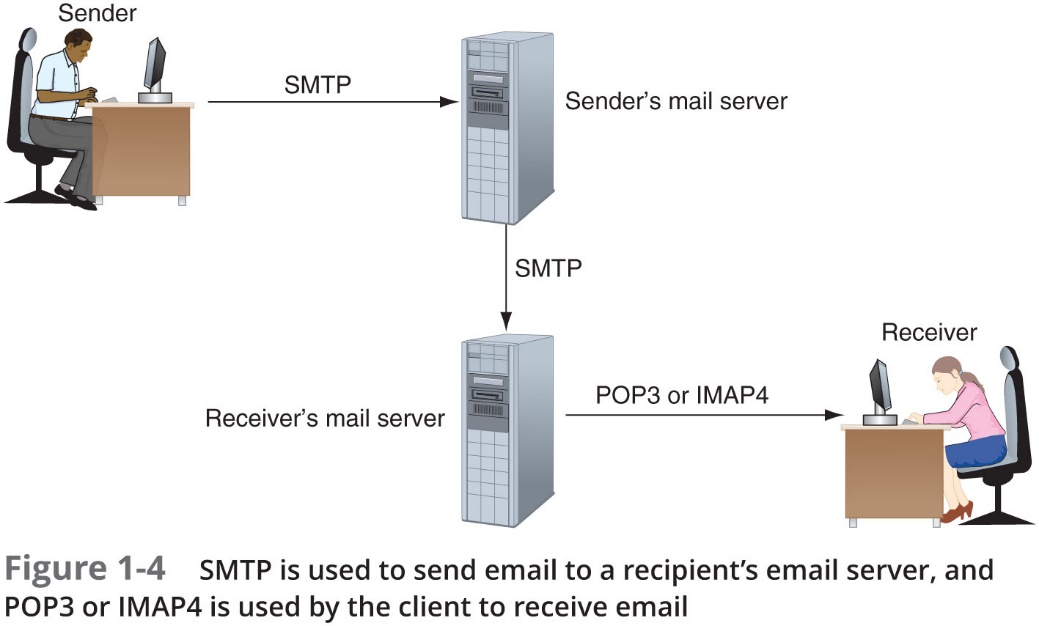 Sender
SMTP
Sender's mail server
SMTP
Receiver
Receiver's mail server
POP3 or IMAP4
Figure 1-4 SMTP is used to send email to a recipient's email server, and
POP3 or IMAP4 is used by the client to receive email